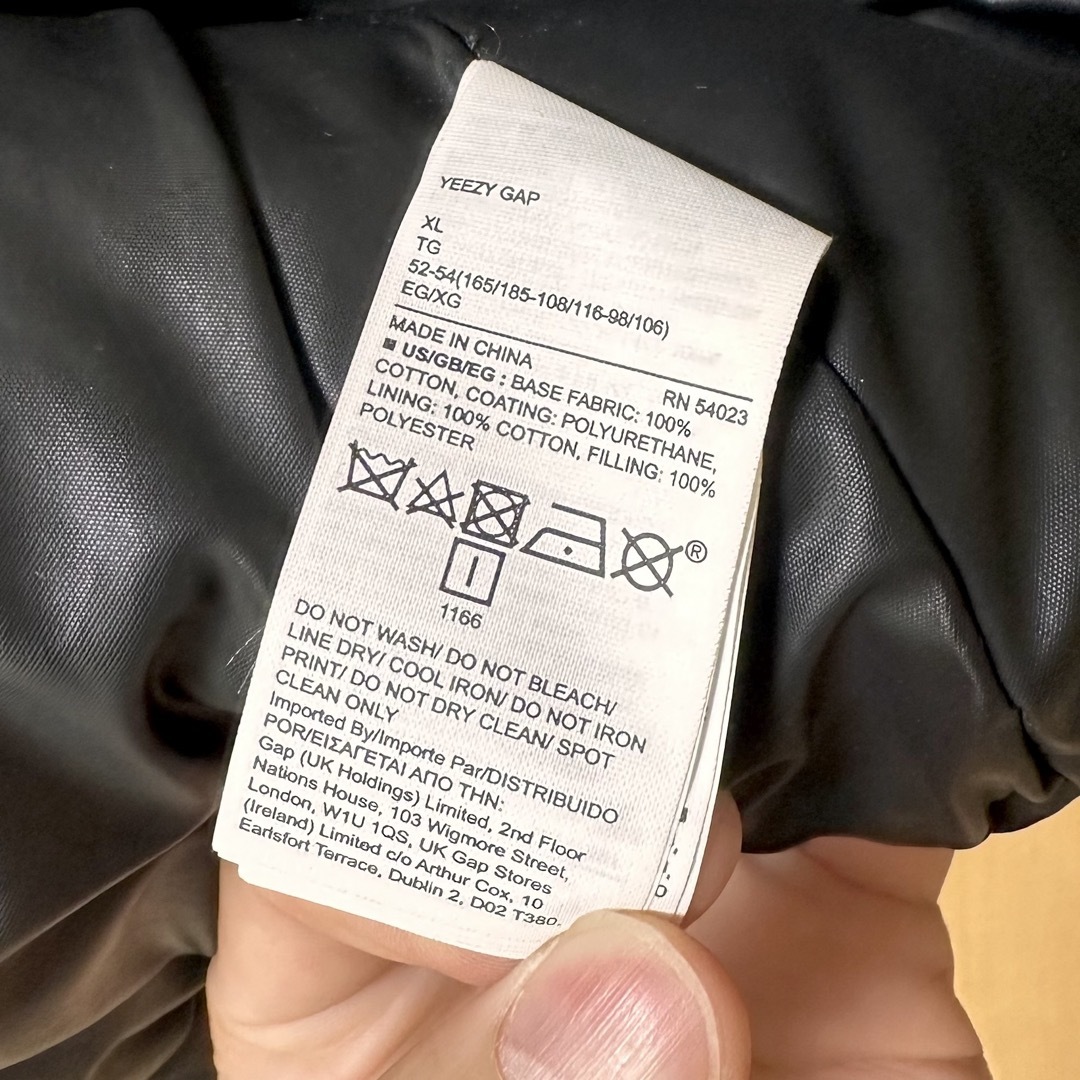 YEEZY GAP
XL
TG
52-54(165/185-108/116-98/106)
EG/XG
MADE IN CHINA
RN 54023
■ US/GB/EG : BASE FABRIC: 100%
COTTON, COATING: POLYURETHANE,
LINING: 100% COTTON, FILLING: 100%
POLYESTER
®
1166
DO NOT WASH/ DO NOT BLEACH/
LINE DRY/ COOL IRON/ DO NOT IRON
PRINT/ DO NOT DRY CLEAN/ SPOT
CLEAN ONLY
Imported By/Importe Par/DISTRIBUIDO
POR/ΕΙΣΑΓΕΤΑΙ ΑΠΟ ΤΗΝ:
Gap (UK Holdings) Limited, 2nd Floor
Nations House, 103 Wigmore Street,
London, W1U 1QS, UK Gap Stores
(Ireland) Limited c/o Arthur Cox, 10
Earlsfort Terrace, Dublin 2, D02 T380.